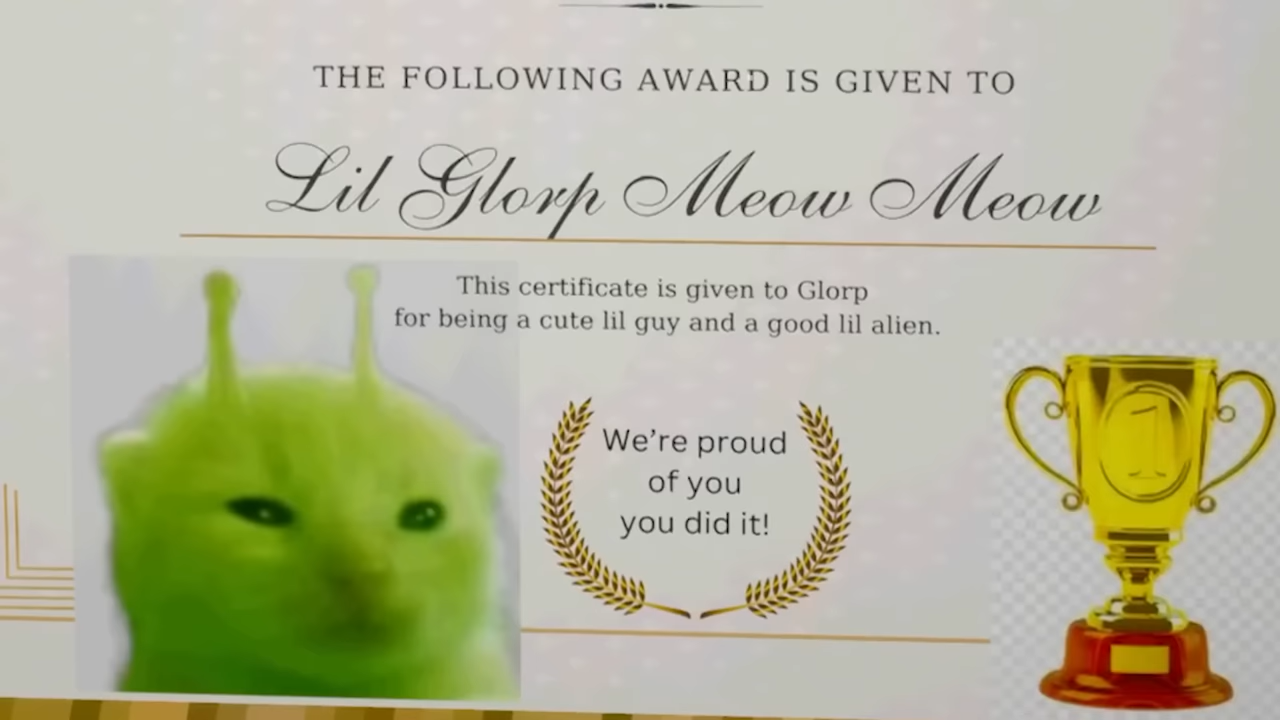 THE FOLLOWING AWARD IS GIVEN TO
Lil Glorp Meow Meow
This certificate is given to Glorp
for being a cute lil guy and a good lil alien.
We're proud
of you
you did it!
1